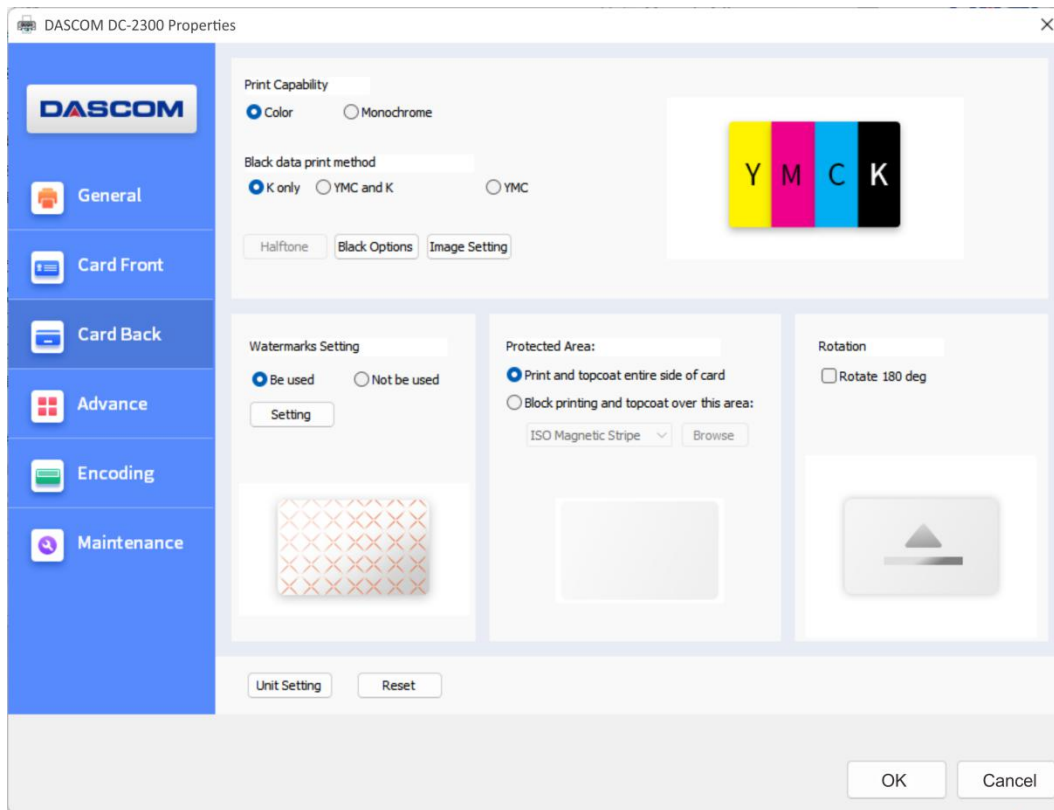 DASCOM DC-2300 Properties
DASCOM
General
Card Front
Card Back
Advance
Encoding
Maintenance
Print Capability
Color Monochrome
Black data print method
K only YMC and K YMC
Halftone Black Options Image Setting
Y M C K
Watermarks Setting
Be used Not be used
Setting
Protected Area:
Print and topcoat entire side of card
Block printing and topcoat over this area:
ISO Magnetic Stripe Browse
Rotation
Rotate 180 deg
Unit Setting Reset
OK Cancel